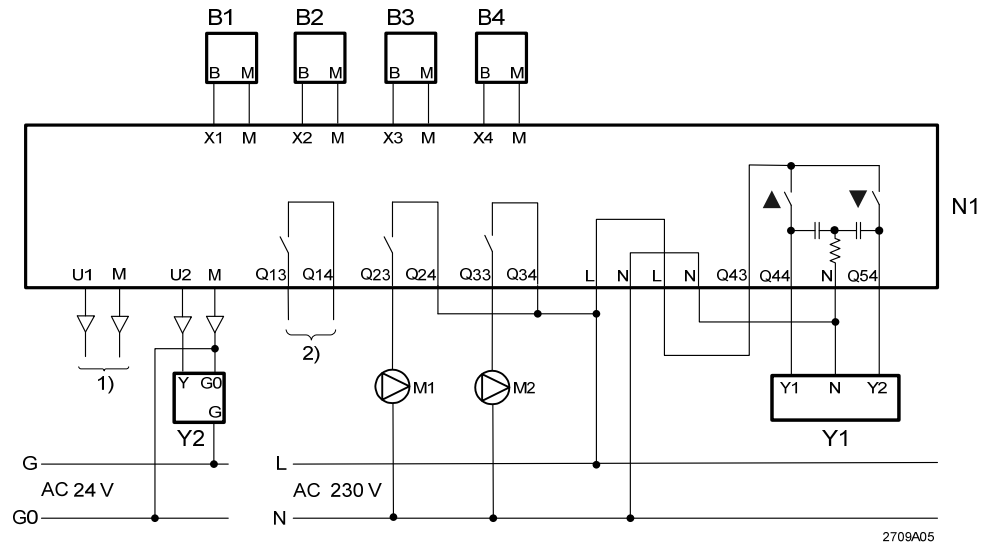 B1 B2 B3 B4
B M B M B M B M
X1 M X2 M X3 M X4 M
N1
U1 M U2 M Q13 Q14 Q23 Q24 Q33 Q34 L N L N Q43 Q44 N Q54
2)
1)
Y G0
G
M1 M2
Y1 N Y2
Y2
Y1
G L
AC 24 V AC 230 V
G0 N
2709A05